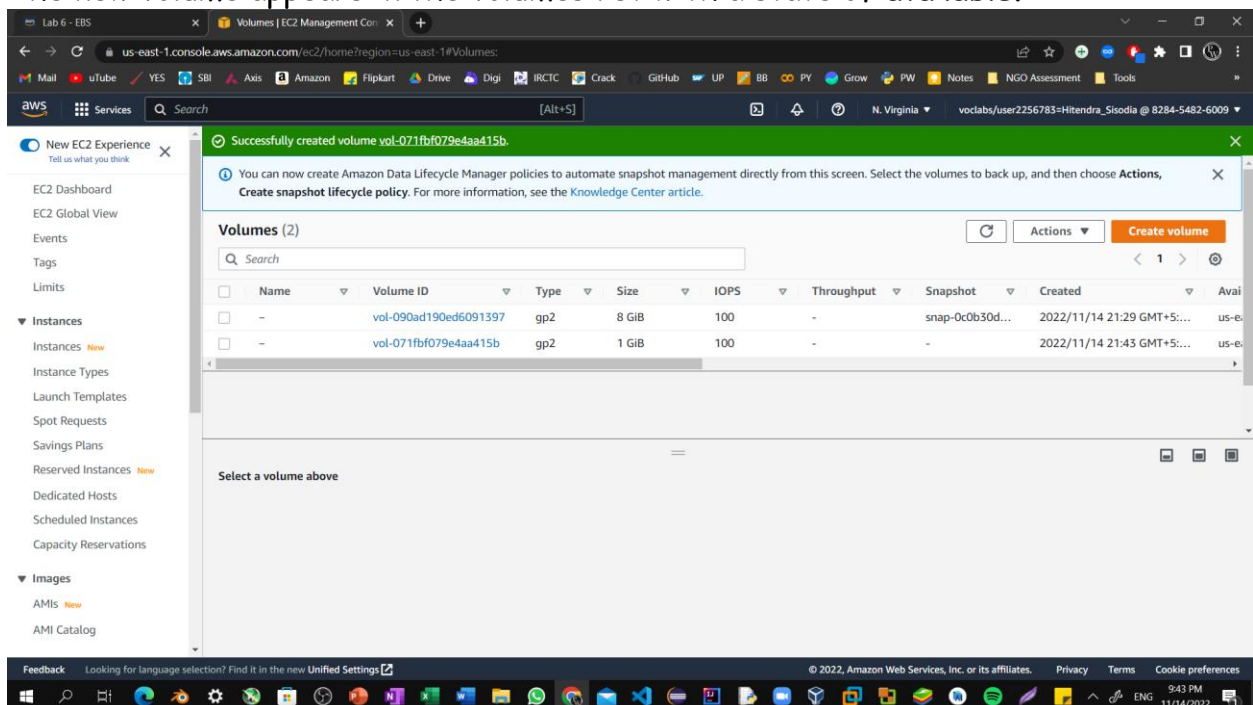 Lab 6 - EBS
Volumes | EC2 Management Con
us-east-1.console.aws.amazon.com/ec2/home?region=us-east-1#Volumes:
Mail uTube YES SBI Axis Amazon Flipkart Drive Digi IRCTC Crack GitHub UP BB PY Grow PW Notes NGO Assessment Tools »
aws Services Search [Alt+S] N. Virginia voclabs/user2256783=Hitendra_Sisodia @ 8284-5482-6009
New EC2 Experience
Tell us what you think
EC2 Dashboard
EC2 Global View
Events
Tags
Limits
Instances
Instances New
Instance Types
Launch Templates
Spot Requests
Savings Plans
Reserved Instances New
Dedicated Hosts
Scheduled Instances
Capacity Reservations
Images
AMIs New
AMI Catalog
Successfully created volume vol-071fbf079e4aa415b.
You can now create Amazon Data Lifecycle Manager policies to automate snapshot management directly from this screen. Select the volumes to back up, and then choose Actions,
Create snapshot lifecycle policy. For more information, see the Knowledge Center article.
Volumes (2)
Actions
Create volume
Search
1
Name Volume ID Type Size IOPS Throughput Snapshot Created Avai
- vol-090ad190ed6091397 gp2 8 GiB 100 - snap-0c0b30d... 2022/11/14 21:29 GMT+5:... us-ea
- vol-071fbf079e4aa415b gp2 1 GiB 100 - - 2022/11/14 21:43 GMT+5:... us-ea
Select a volume above
Feedback Looking for language selection? Find it in the new Unified Settings © 2022, Amazon Web Services, Inc. or its affiliates. Privacy Terms Cookie preferences
ENG 9:43 PM
11/14/2022